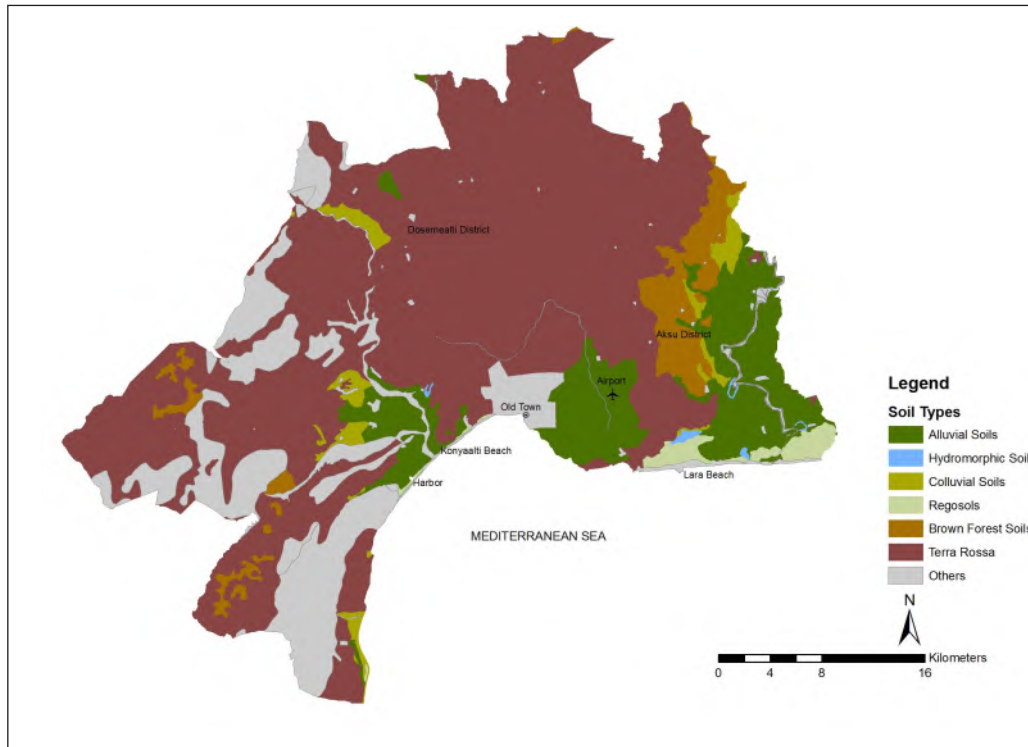 Dosemealti District
Aksu District
Airport
Old Town
Konyaalti Beach
Lara Beach
Harbor
MEDITERRANEAN SEA
Legend
Soil Types
Alluvial Soils
Hydromorphic Soil
Colluvial Soils
Regosols
Brown Forest Soils
Terra Rossa
Others
N
Kilometers
0 4 8 16